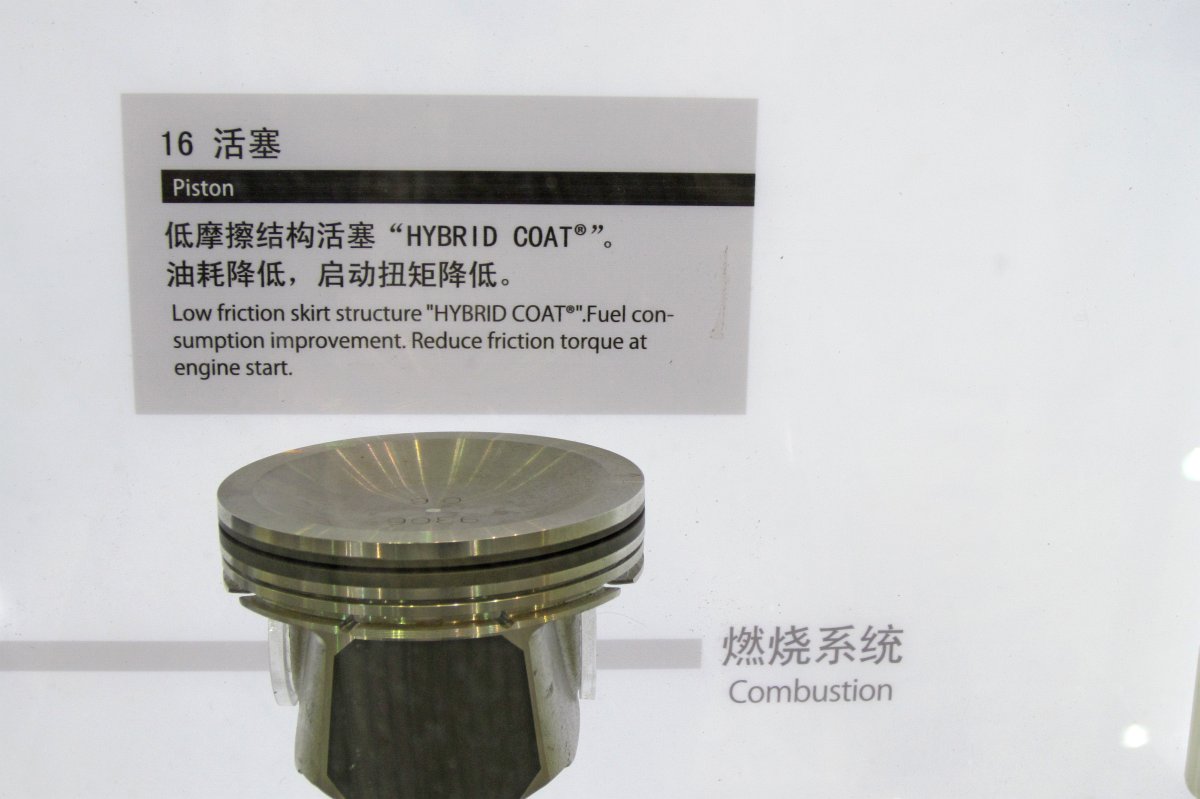 16 活塞
Piston
低摩擦结构活塞“HYBRID COAT®”。
油耗降低，启动扭矩降低。
Low friction skirt structure "HYBRID COAT®".Fuel con-
sumption improvement. Reduce friction torque at
engine start.
燃烧系统
Combustion